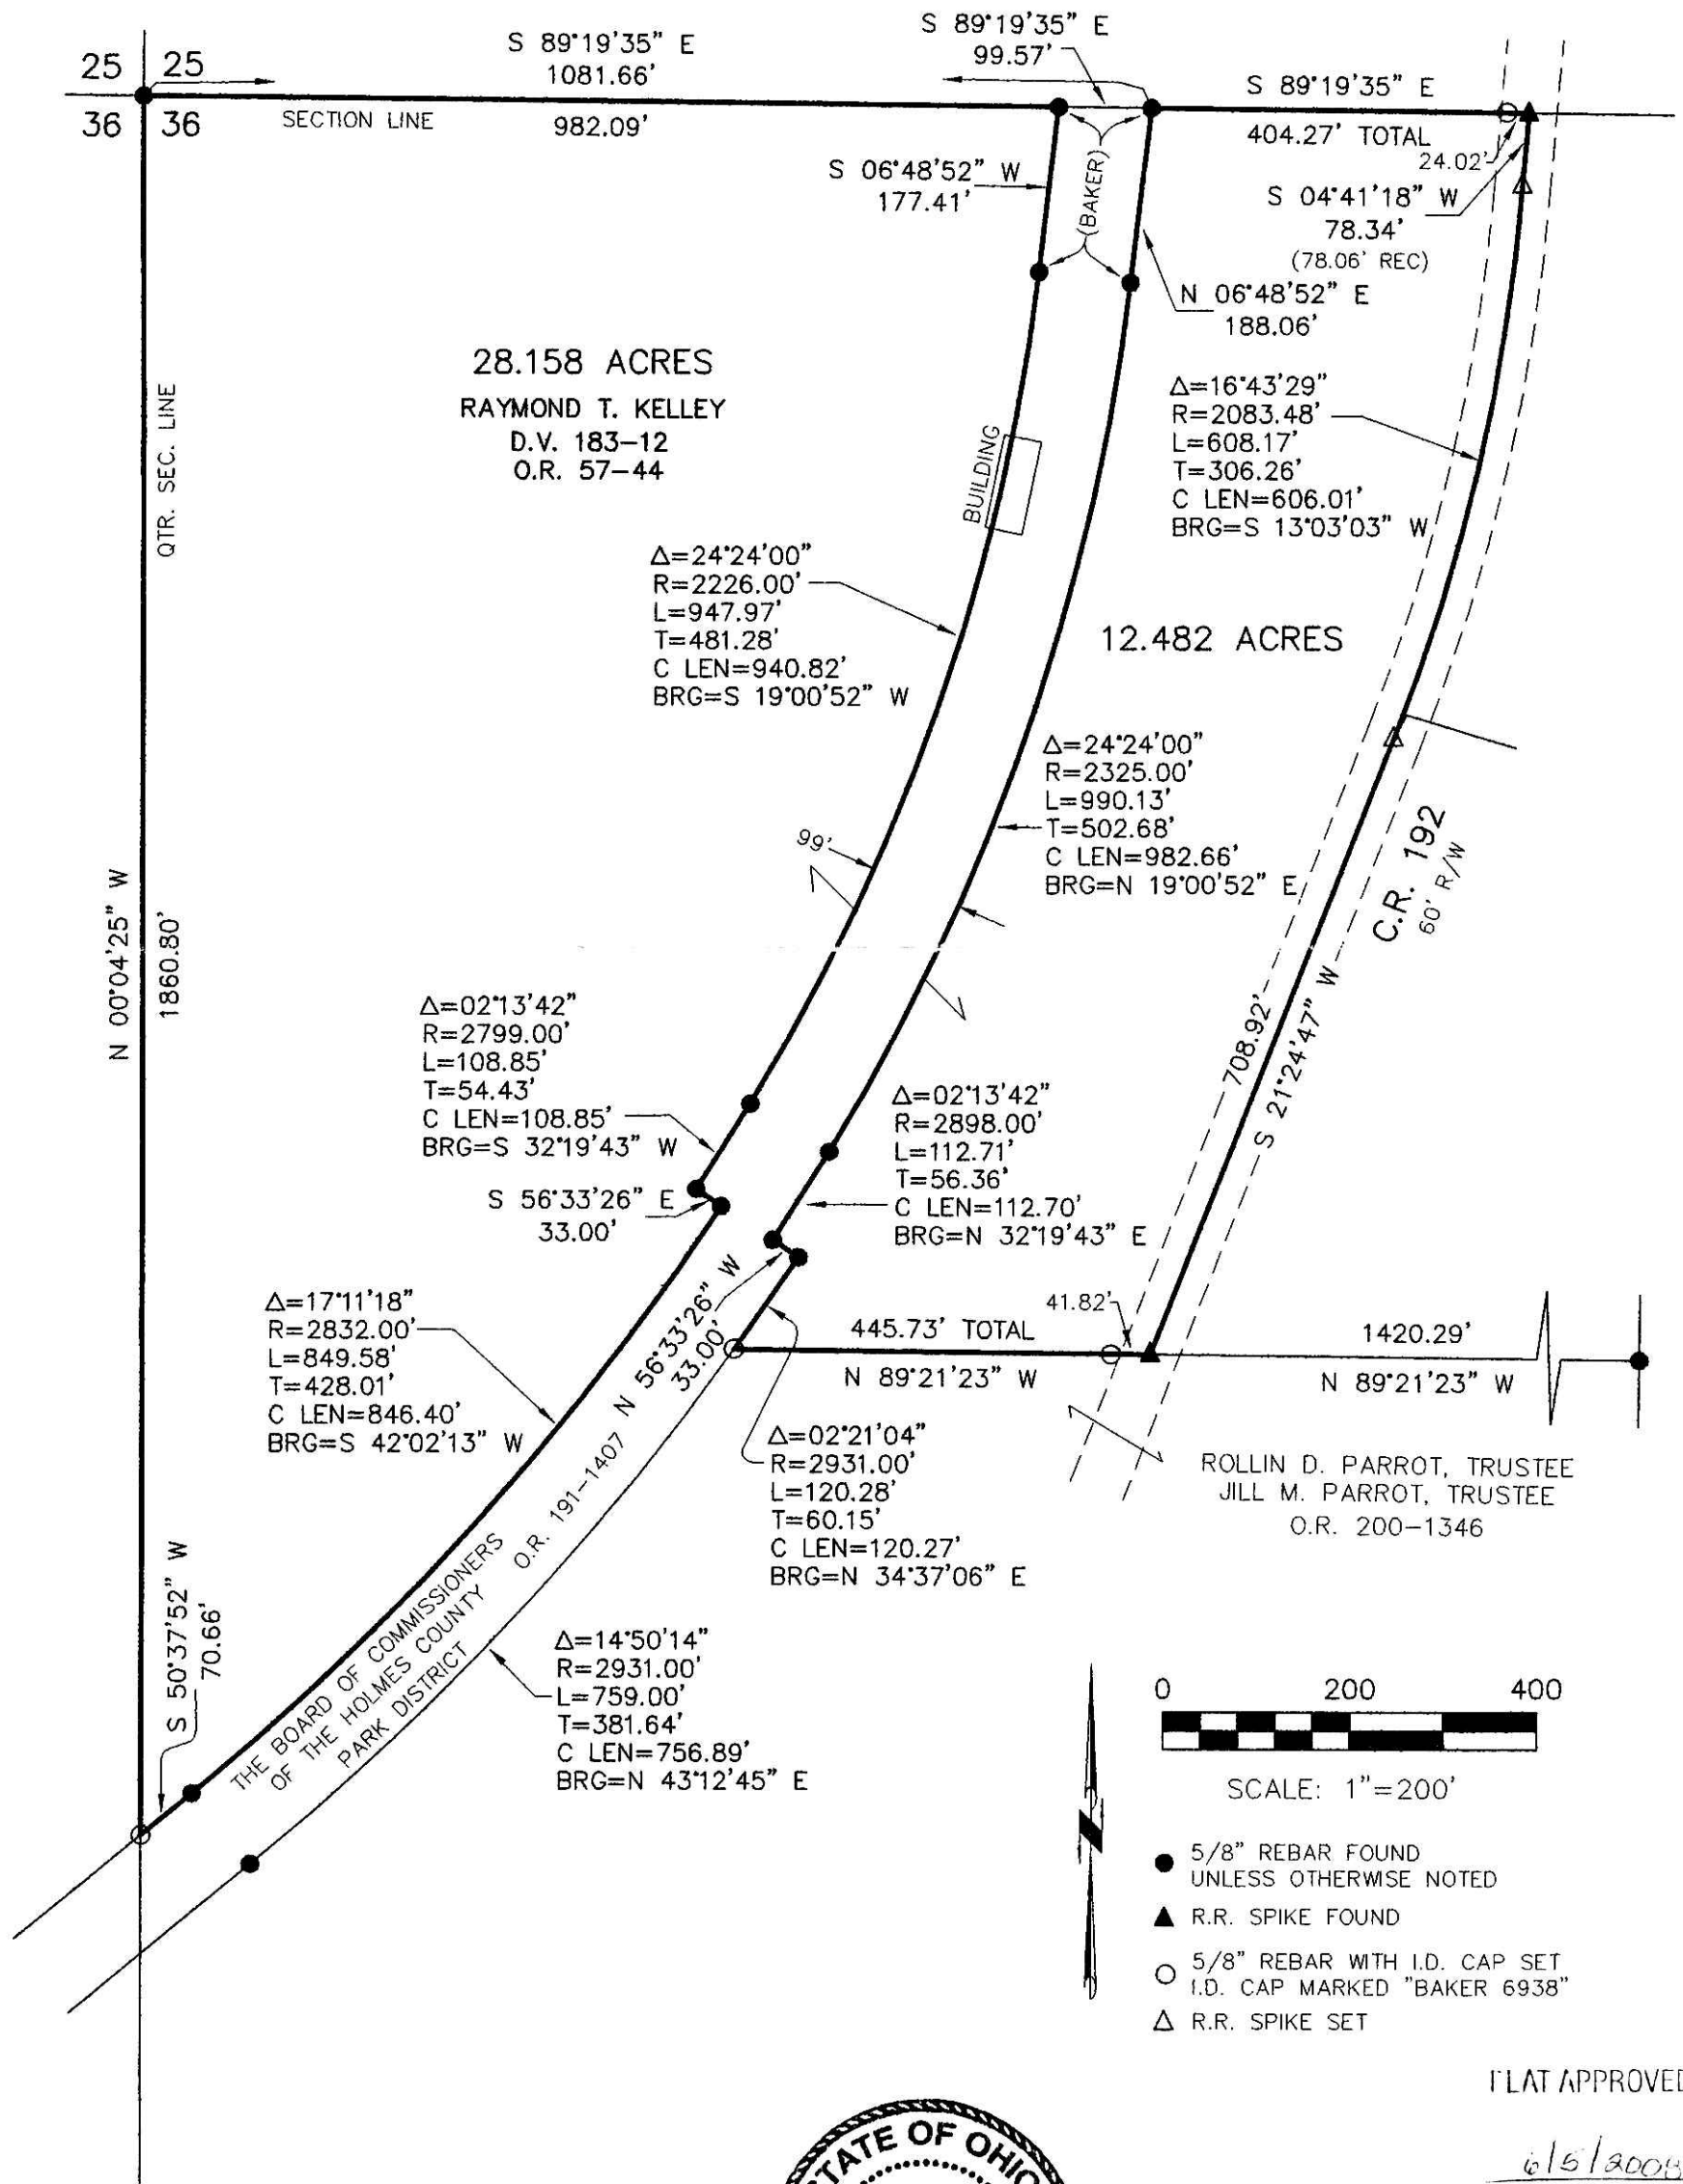 S 89°19'35" E
99.57'
S 89°19'35" E
1081.66'
25 25
S 89°19'35" E
36 36
SECTION LINE
982.09'
404.27' TOTAL
24.02'
S 06°48'52" W
177.41'
(BAKER)
S 04°41'18" W
78.34'
(78.06' REC)
N 06°48'52" E
188.06'
28.158 ACRES
RAYMOND T. KELLEY
D.V. 183-12
O.R. 57-44
QTR. SEC. LINE
Δ=16°43'29"
R=2083.48'
L=608.17'
T=306.26'
C LEN=606.01'
BRG=S 13°03'03" W
BUILDING
Δ=24°24'00"
R=2226.00'
L=947.97'
T=481.28'
C LEN=940.82'
BRG=S 19°00'52" W
12.482 ACRES
Δ=24°24'00"
R=2325.00'
L=990.13'
T=502.68'
C LEN=982.66'
BRG=N 19°00'52" E
99'
C.R. 192
60' R/W
N 00°04'25" W
1860.80'
708.92'
S 21°24'47" W
Δ=02°13'42"
R=2799.00'
L=108.85'
T=54.43'
C LEN=108.85'
BRG=S 32°19'43" W
Δ=02°13'42"
R=2898.00'
L=112.71'
T=56.36'
C LEN=112.70'
BRG=N 32°19'43" E
S 56°33'26" E
33.00'
N 56°33'26" W
33.00'
Δ=17°11'18"
R=2832.00'
L=849.58'
T=428.01'
C LEN=846.40'
BRG=S 42°02'13" W
41.82'
445.73' TOTAL
N 89°21'23" W
1420.29'
N 89°21'23" W
Δ=02°21'04"
R=2931.00'
L=120.28'
T=60.15'
C LEN=120.27'
BRG=N 34°37'06" E
ROLLIN D. PARROT, TRUSTEE
JILL M. PARROT, TRUSTEE
O.R. 200-1346
S 50°37'52" W
70.66'
THE BOARD OF COMMISSIONERS
OF THE HOLMES COUNTY O.R. 191-1407
PARK DISTRICT
Δ=14°50'14"
R=2931.00'
L=759.00'
T=381.64'
C LEN=756.89'
BRG=N 43°12'45" E
0 200 400
SCALE: 1"=200'
5/8" REBAR FOUND
UNLESS OTHERWISE NOTED
R.R. SPIKE FOUND
5/8" REBAR WITH I.D. CAP SET
I.D. CAP MARKED "BAKER 6938"
R.R. SPIKE SET
PLAT APPROVED
STATE OF OHIO
6/5/2008